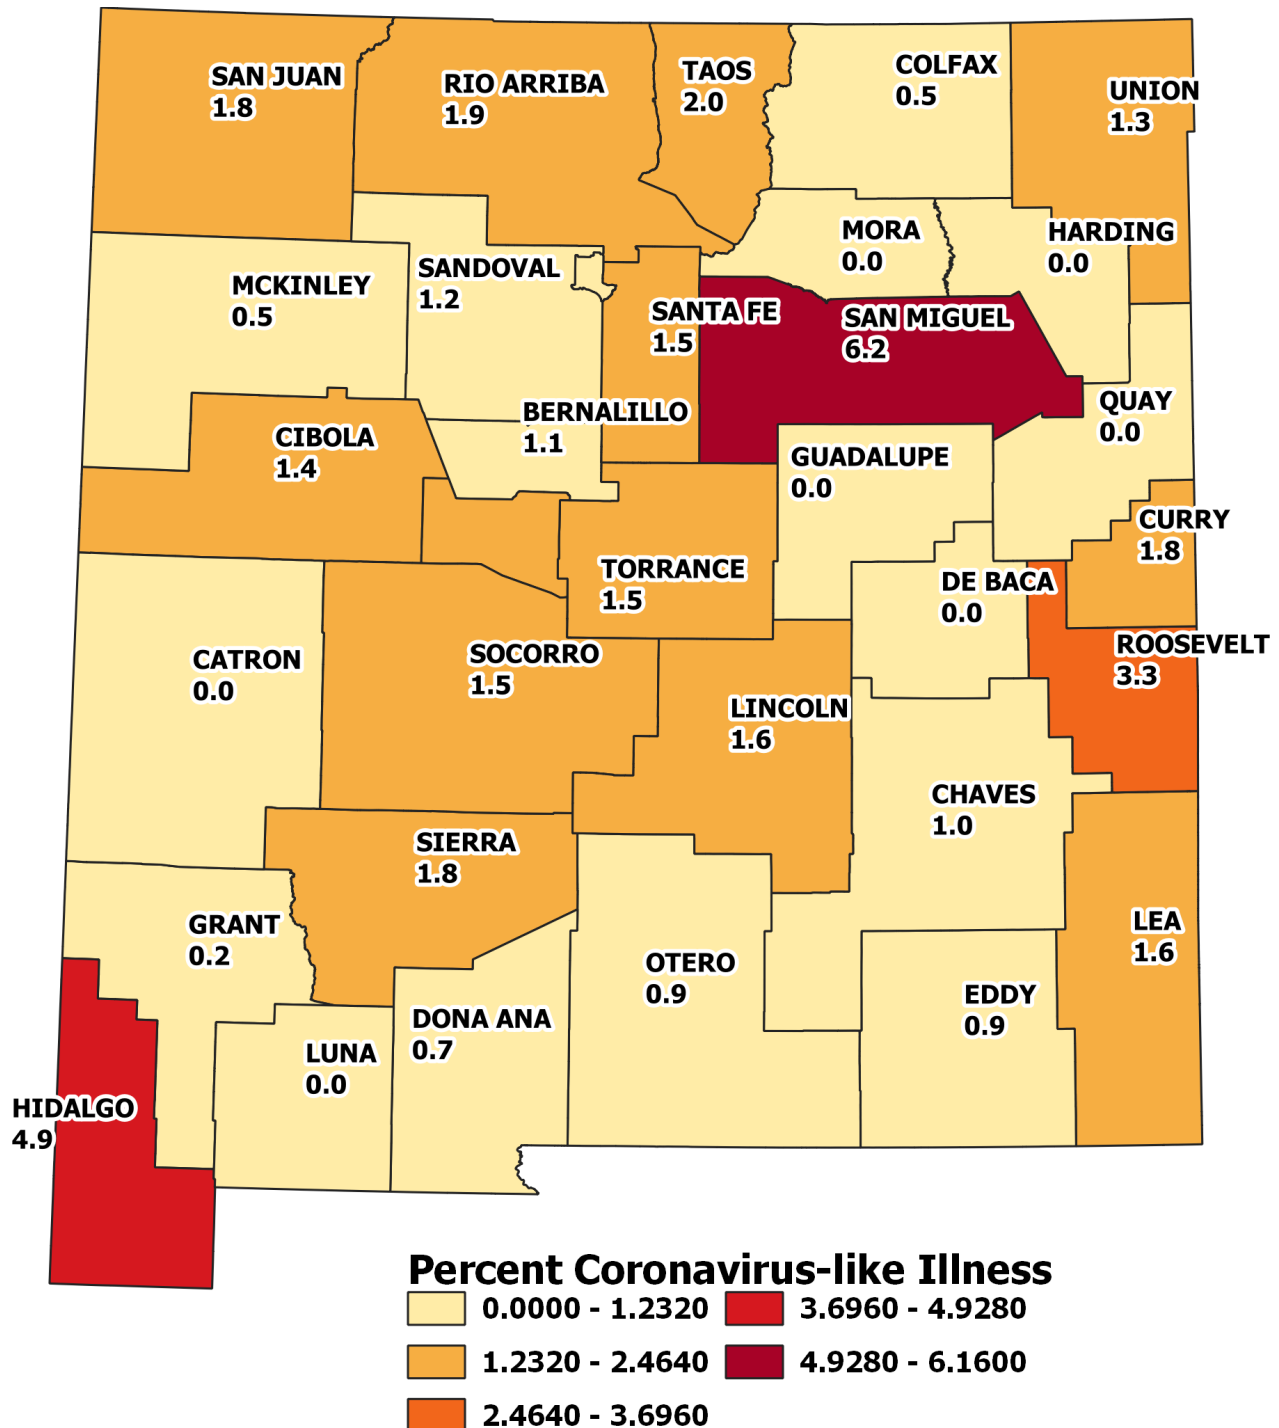 SAN JUAN
1.8
RIO ARRIBA
1.9
TAOS
2.0
COLFAX
0.5
UNION
1.3
MORA
0.0
HARDING
0.0
MCKINLEY
0.5
SANDOVAL
1.2
SANTA FE
1.5
SAN MIGUEL
6.2
QUAY
0.0
CIBOLA
1.4
BERNALILLO
1.1
GUADALUPE
0.0
CURRY
1.8
TORRANCE
1.5
DE BACA
0.0
ROOSEVELT
3.3
CATRON
0.0
SOCORRO
1.5
LINCOLN
1.6
CHAVES
1.0
SIERRA
1.8
GRANT
0.2
LEA
1.6
OTERO
0.9
EDDY
0.9
DONA ANA
0.7
LUNA
0.0
HIDALGO
4.9
Percent Coronavirus-like Illness
0.0000 - 1.2320
3.6960 - 4.9280
1.2320 - 2.4640
4.9280 - 6.1600
2.4640 - 3.6960